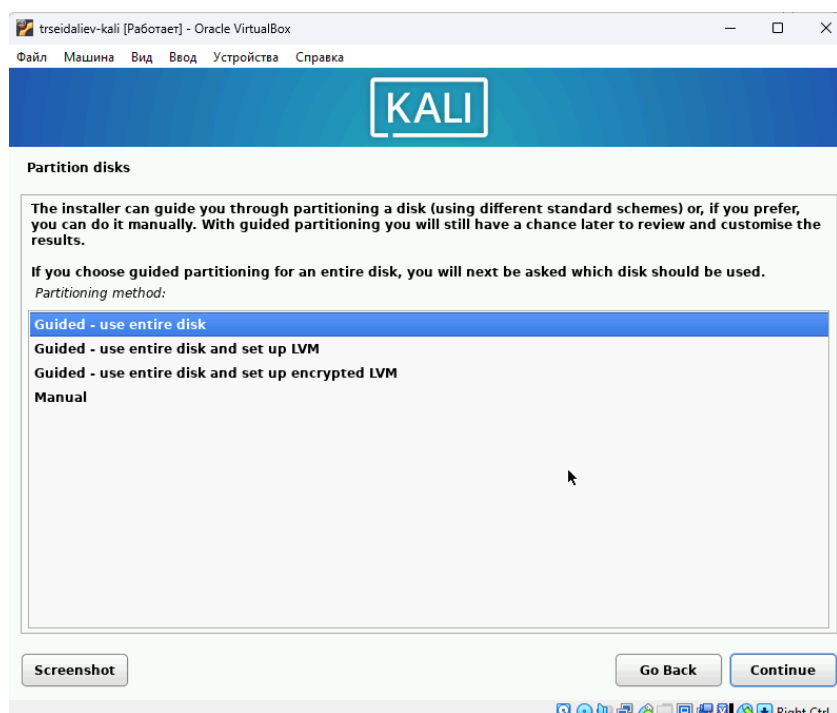 trseidaliev-kali [Работает] - Oracle VirtualBox
Файл Машина Вид Ввод Устройства Справка
KALI
Partition disks
The installer can guide you through partitioning a disk (using different standard schemes) or, if you prefer,
you can do it manually. With guided partitioning you will still have a chance later to review and customise the
results.
If you choose guided partitioning for an entire disk, you will next be asked which disk should be used.
Partitioning method:
Guided - use entire disk
Guided - use entire disk and set up LVM
Guided - use entire disk and set up encrypted LVM
Manual
Screenshot
Go Back
Continue
Right Ctrl